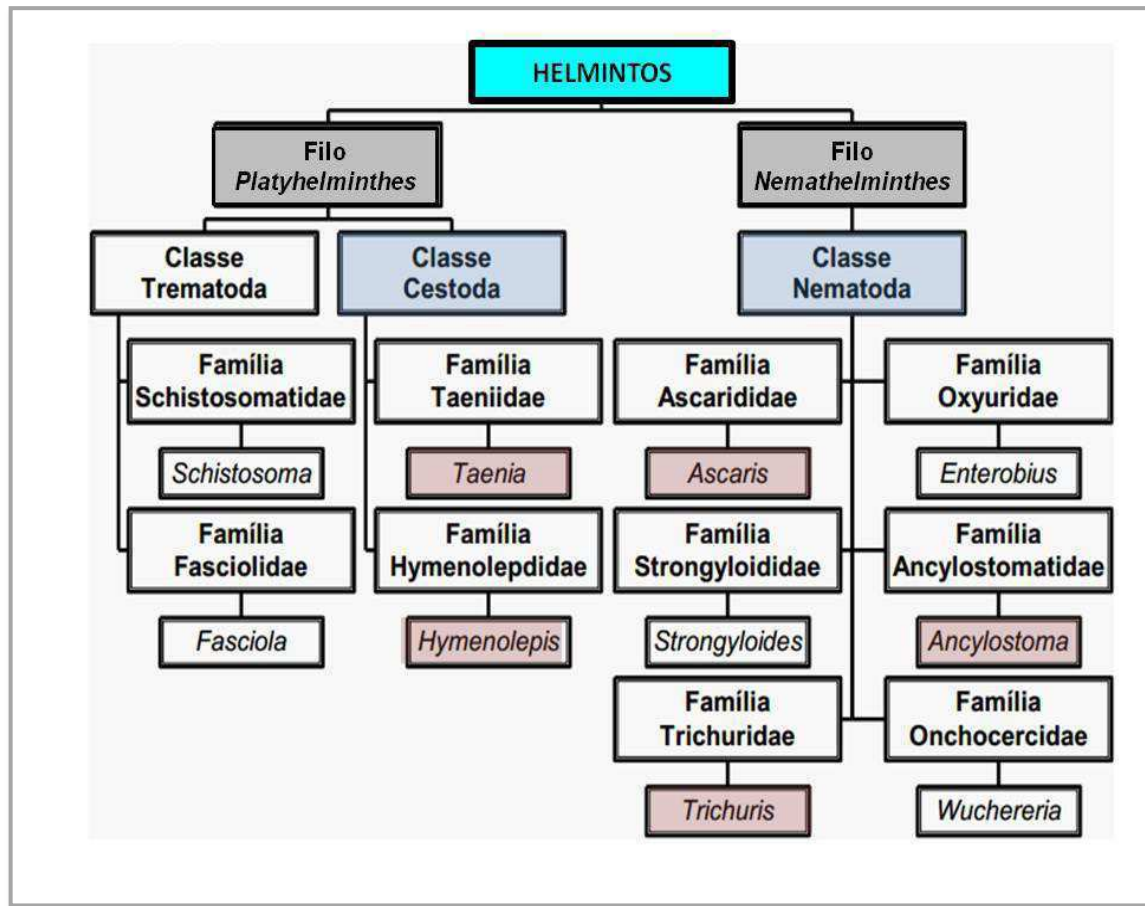 HELMINTOS
Filo
Platyhelminthes
Filo
Nemathelminthes
Classe
Trematoda
Classe
Cestoda
Classe
Nematoda
Família
Schistosomatidae
Família
Taeniidae
Família
Ascarididae
Família
Oxyuridae
Schistosoma
Taenia
Ascaris
Enterobius
Família
Fasciolidae
Família
Hymenolepdidae
Família
Strongyloididae
Família
Ancylostomatidae
Fasciola
Hymenolepis
Strongyloides
Ancylostoma
Família
Trichuridae
Família
Onchocercidae
Trichuris
Wuchereria